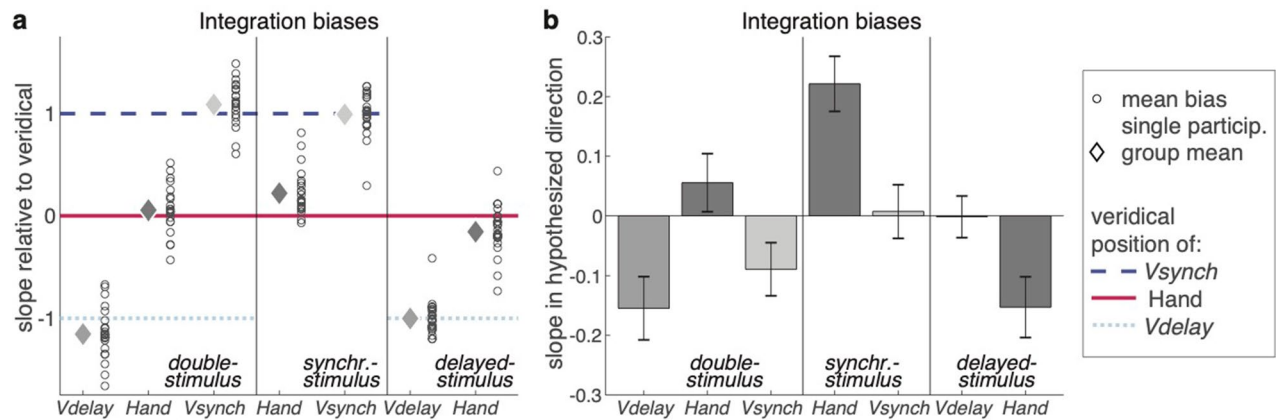 a Integration biases
slope relative to veridical
1
0
-1
double-
stimulus
synchr.-
stimulus
delayed-
stimulus
Vdelay Hand Vsynch Hand Vsynch Vdelay Hand
b Integration biases
slope in hypothesized direction
0.3
0.2
0.1
0
-0.1
-0.2
-0.3
double-
stimulus
synchr.-
stimulus
delayed-
stimulus
Vdelay Hand Vsynch Hand Vsynch Vdelay Hand
mean bias
single particip.
group mean
veridical
position of:
Vsynch
Hand
Vdelay